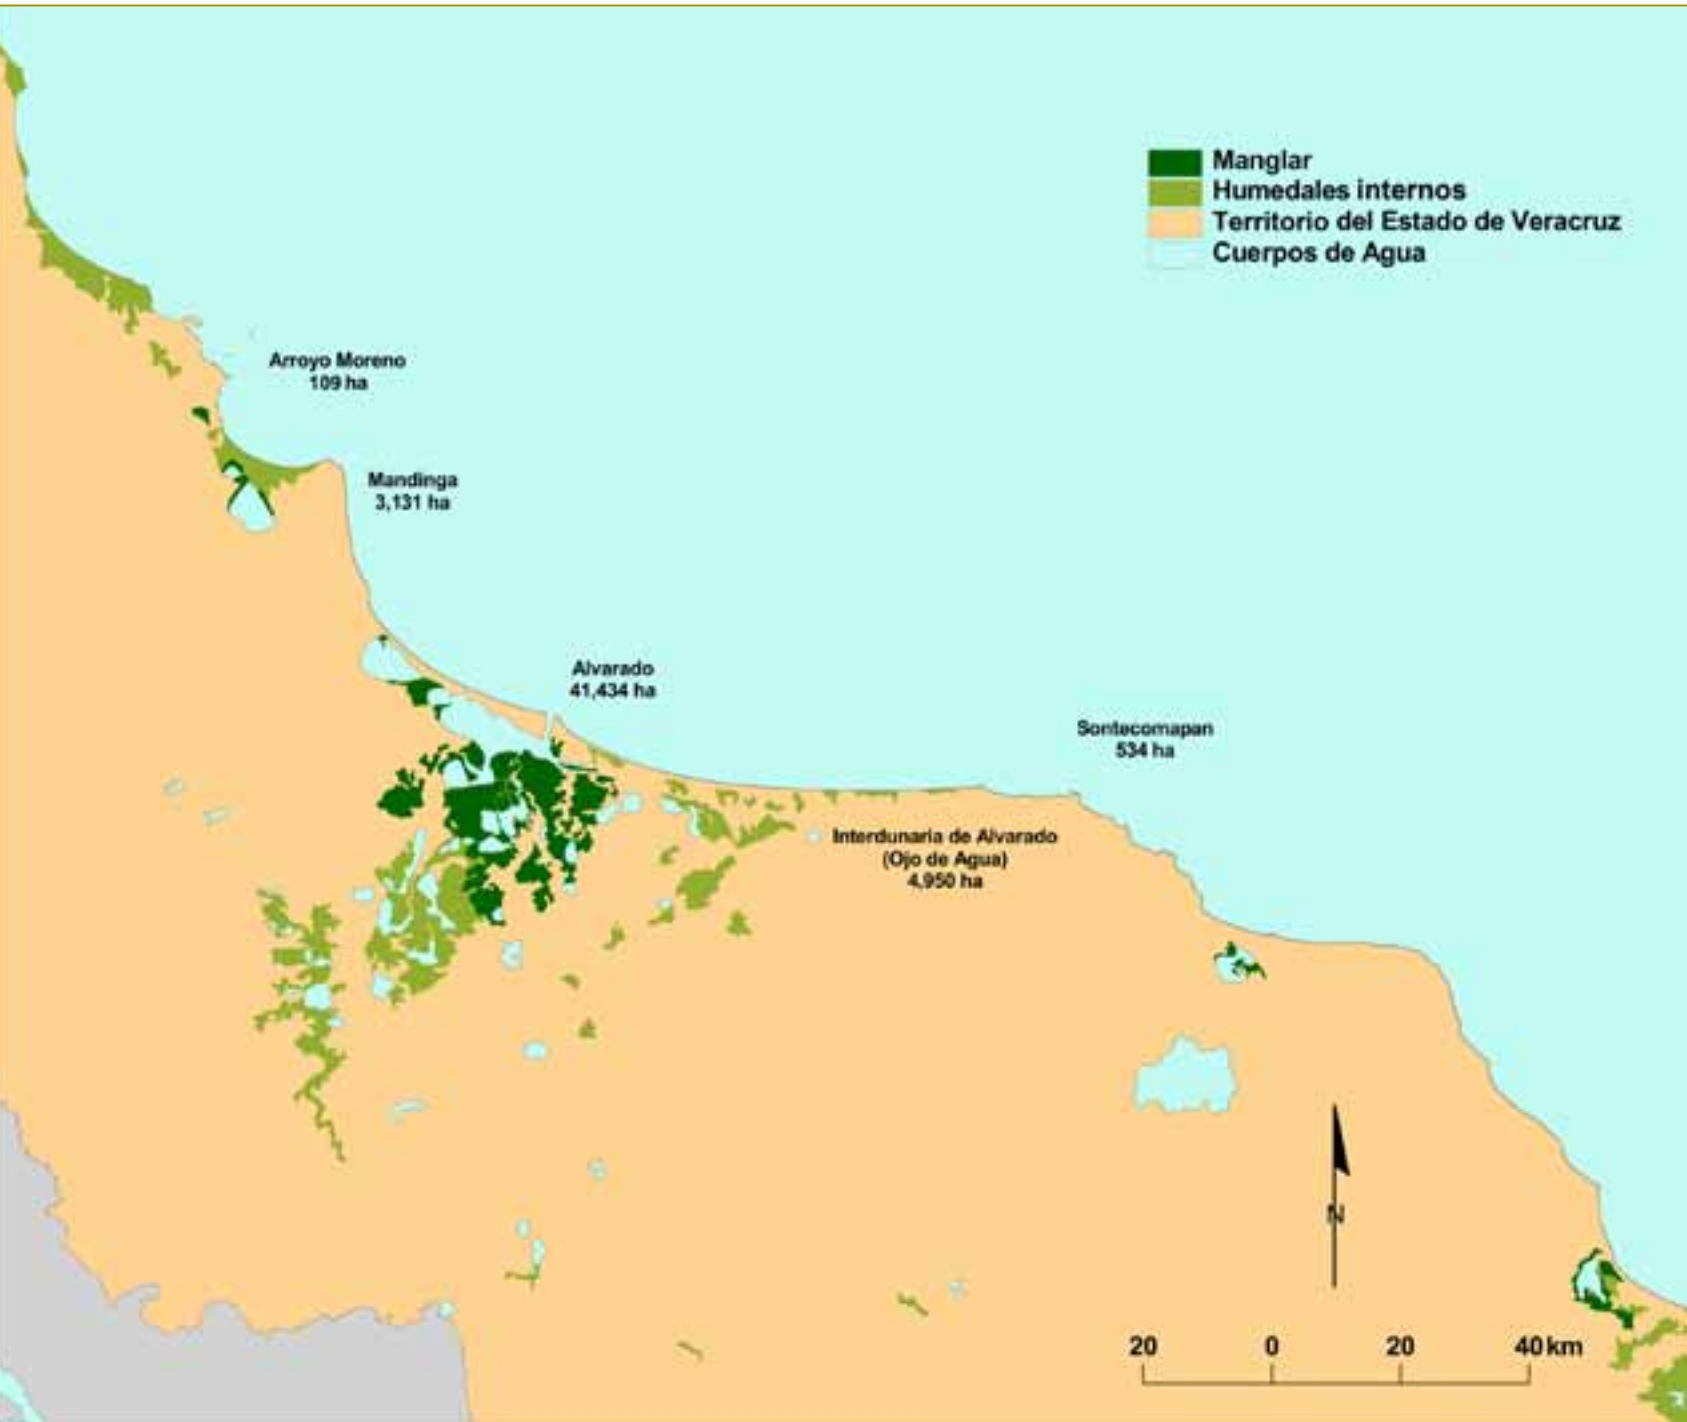 Manglar
Humedales internos
Territorio del Estado de Veracruz
Cuerpos de Agua
Arroyo Moreno
109 ha
Mandinga
3,131 ha
Alvarado
41,434 ha
Sontecomapan
534 ha
Interdunaria de Alvarado
(Ojo de Agua)
4,950 ha
N
20 0 20 40 km